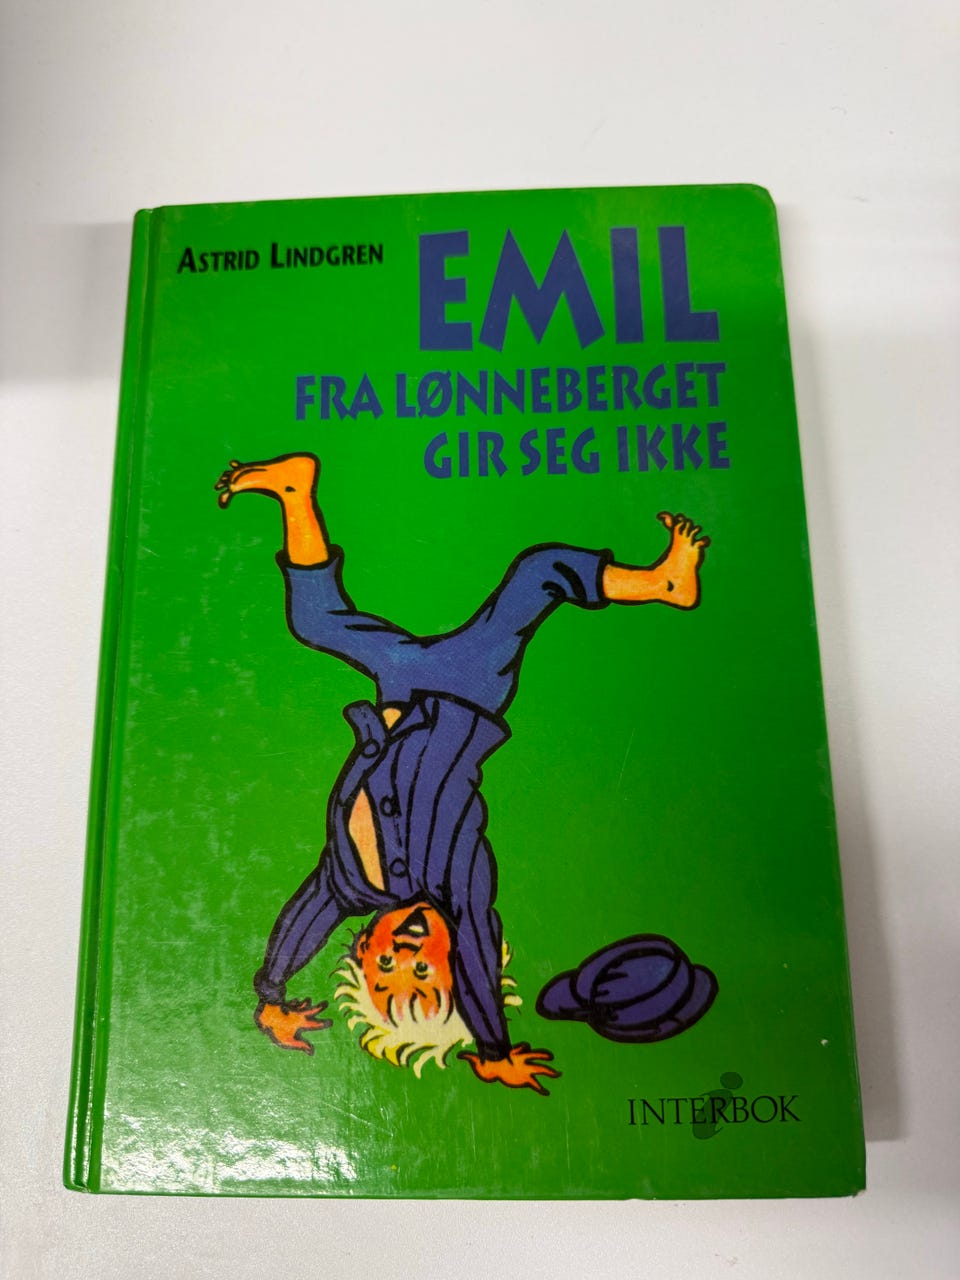 ASTRID LINDGREN
EMIL
FRA LØNNEBERGET
GIR SEG IKKE
INTERBOK